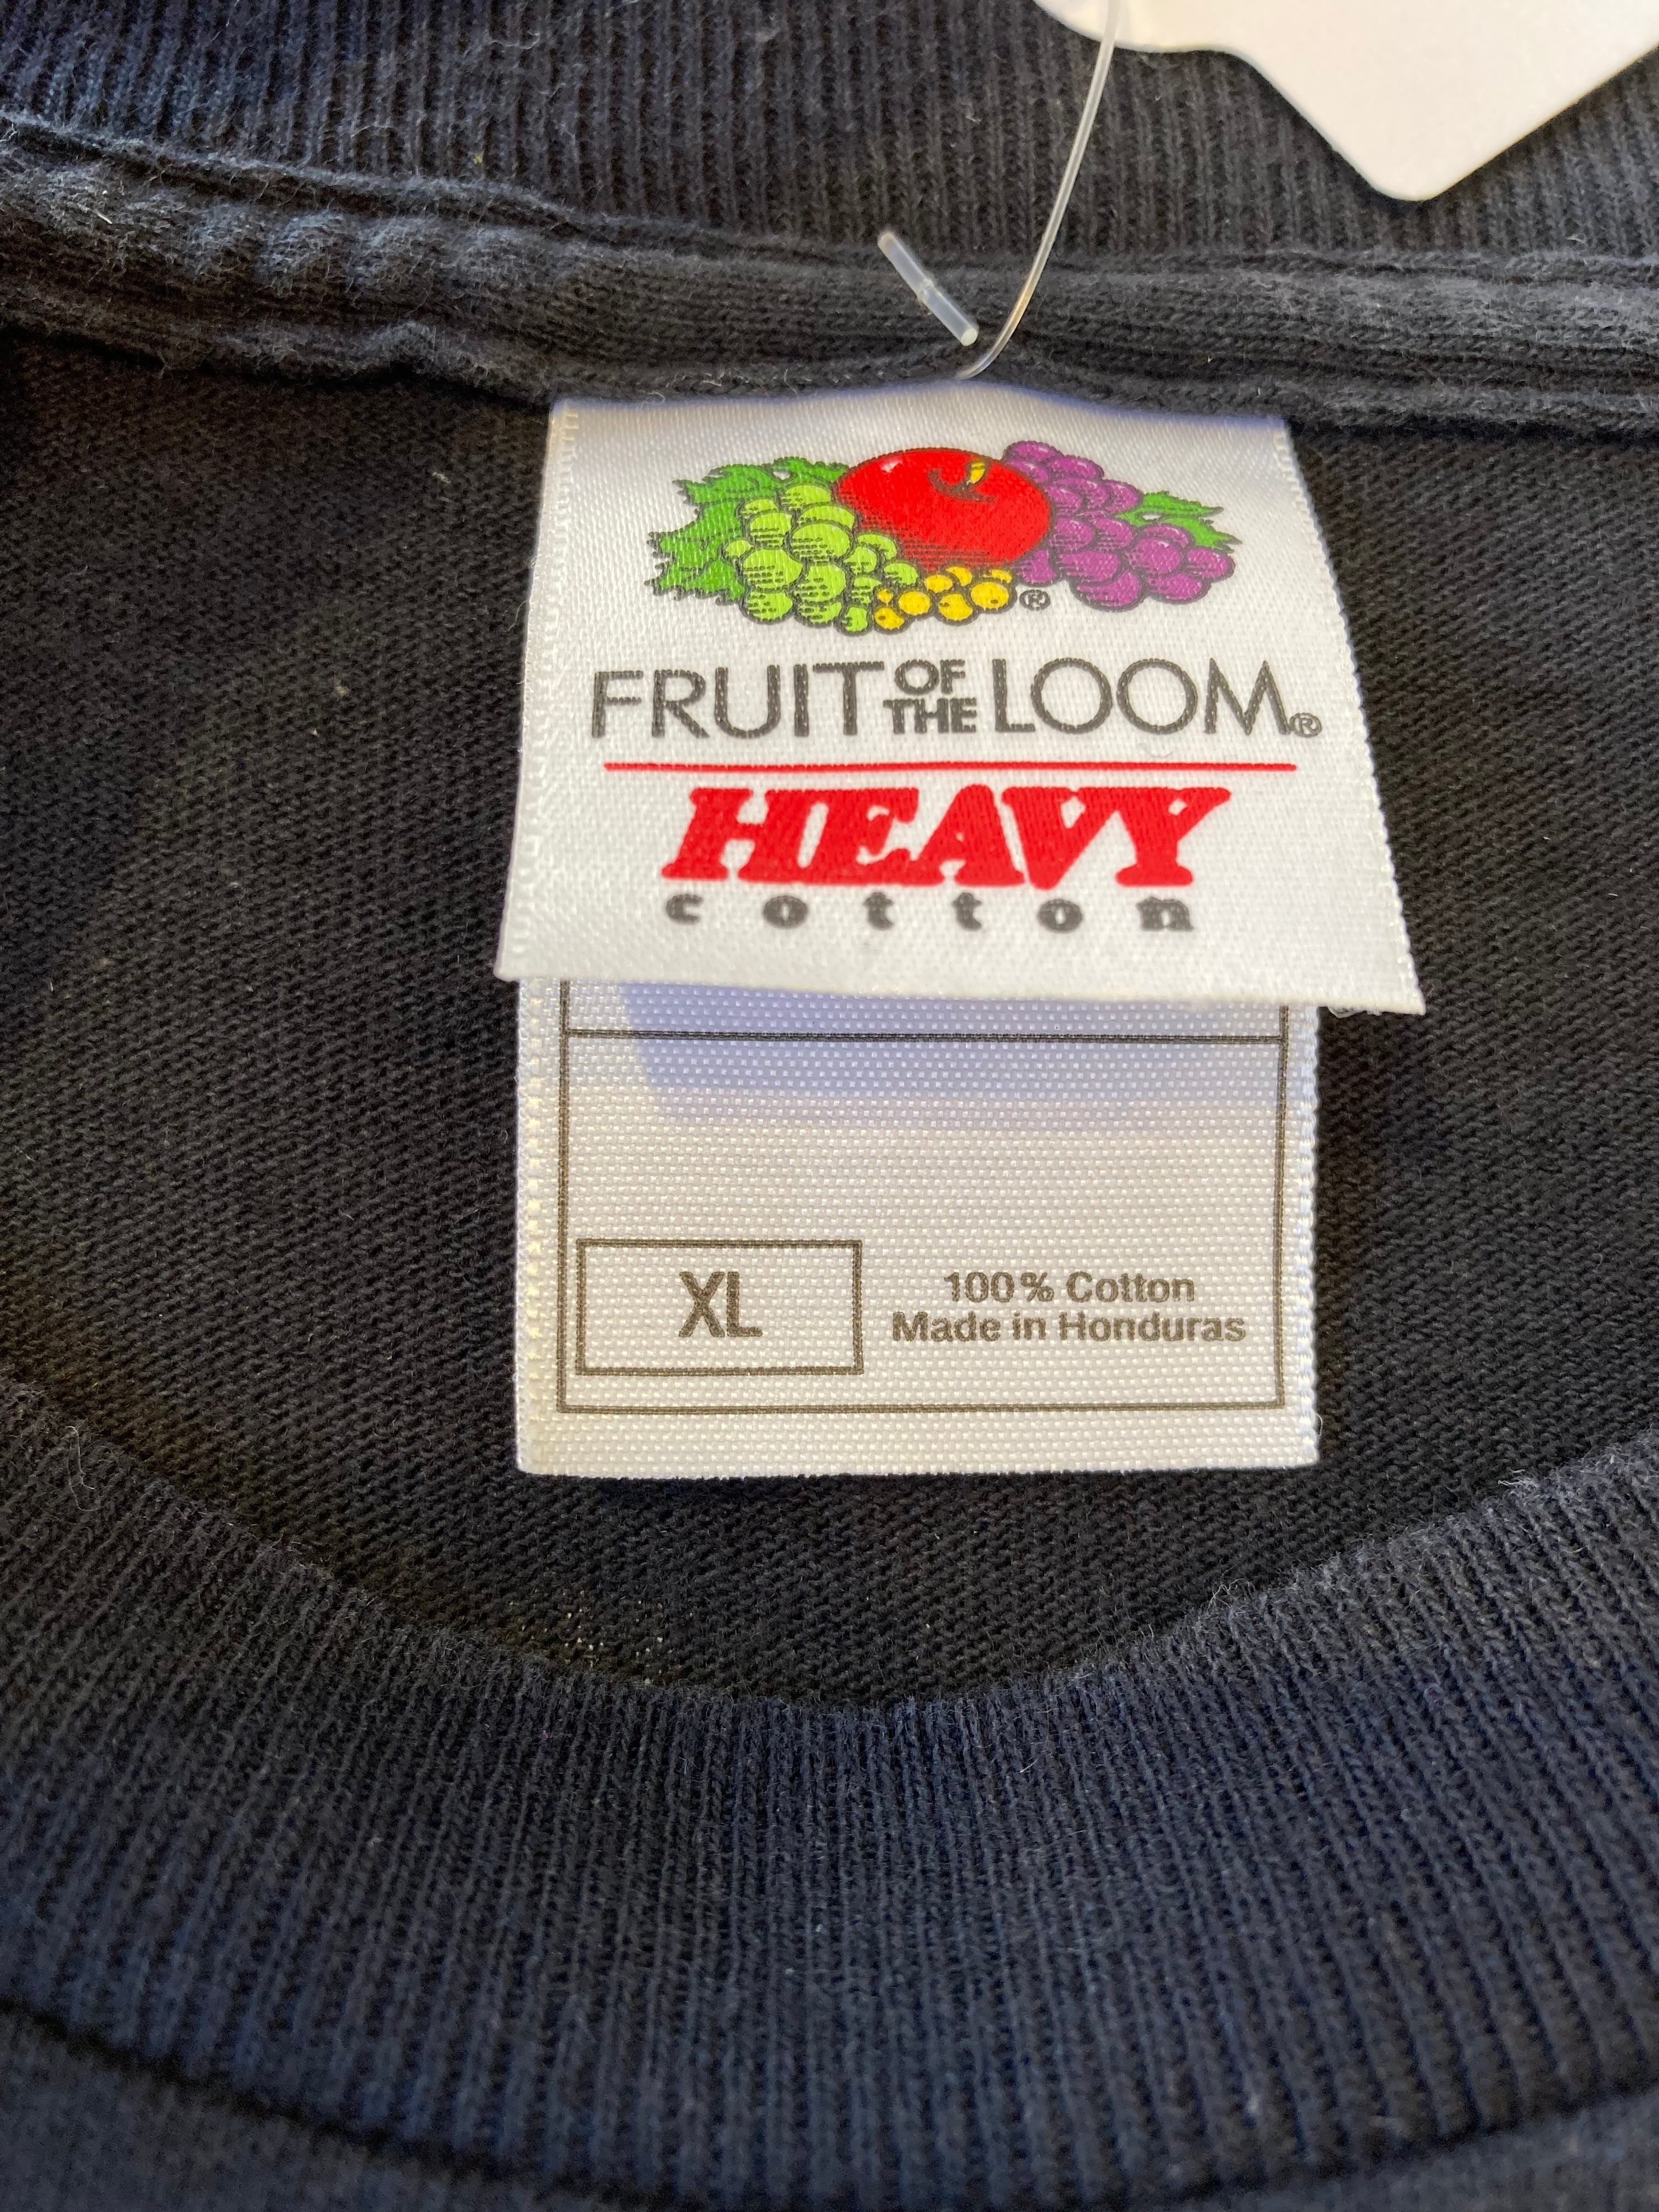 ®
FRUIT OF THE LOOM®
HEAVY
cotton
XL
100% Cotton
Made in Honduras